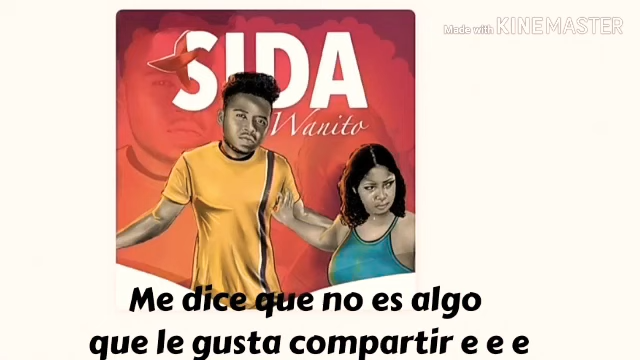 Made with KINEMASTER
SIDA
Wanito
Me dice que no es algo
que le gusta compartir e e e